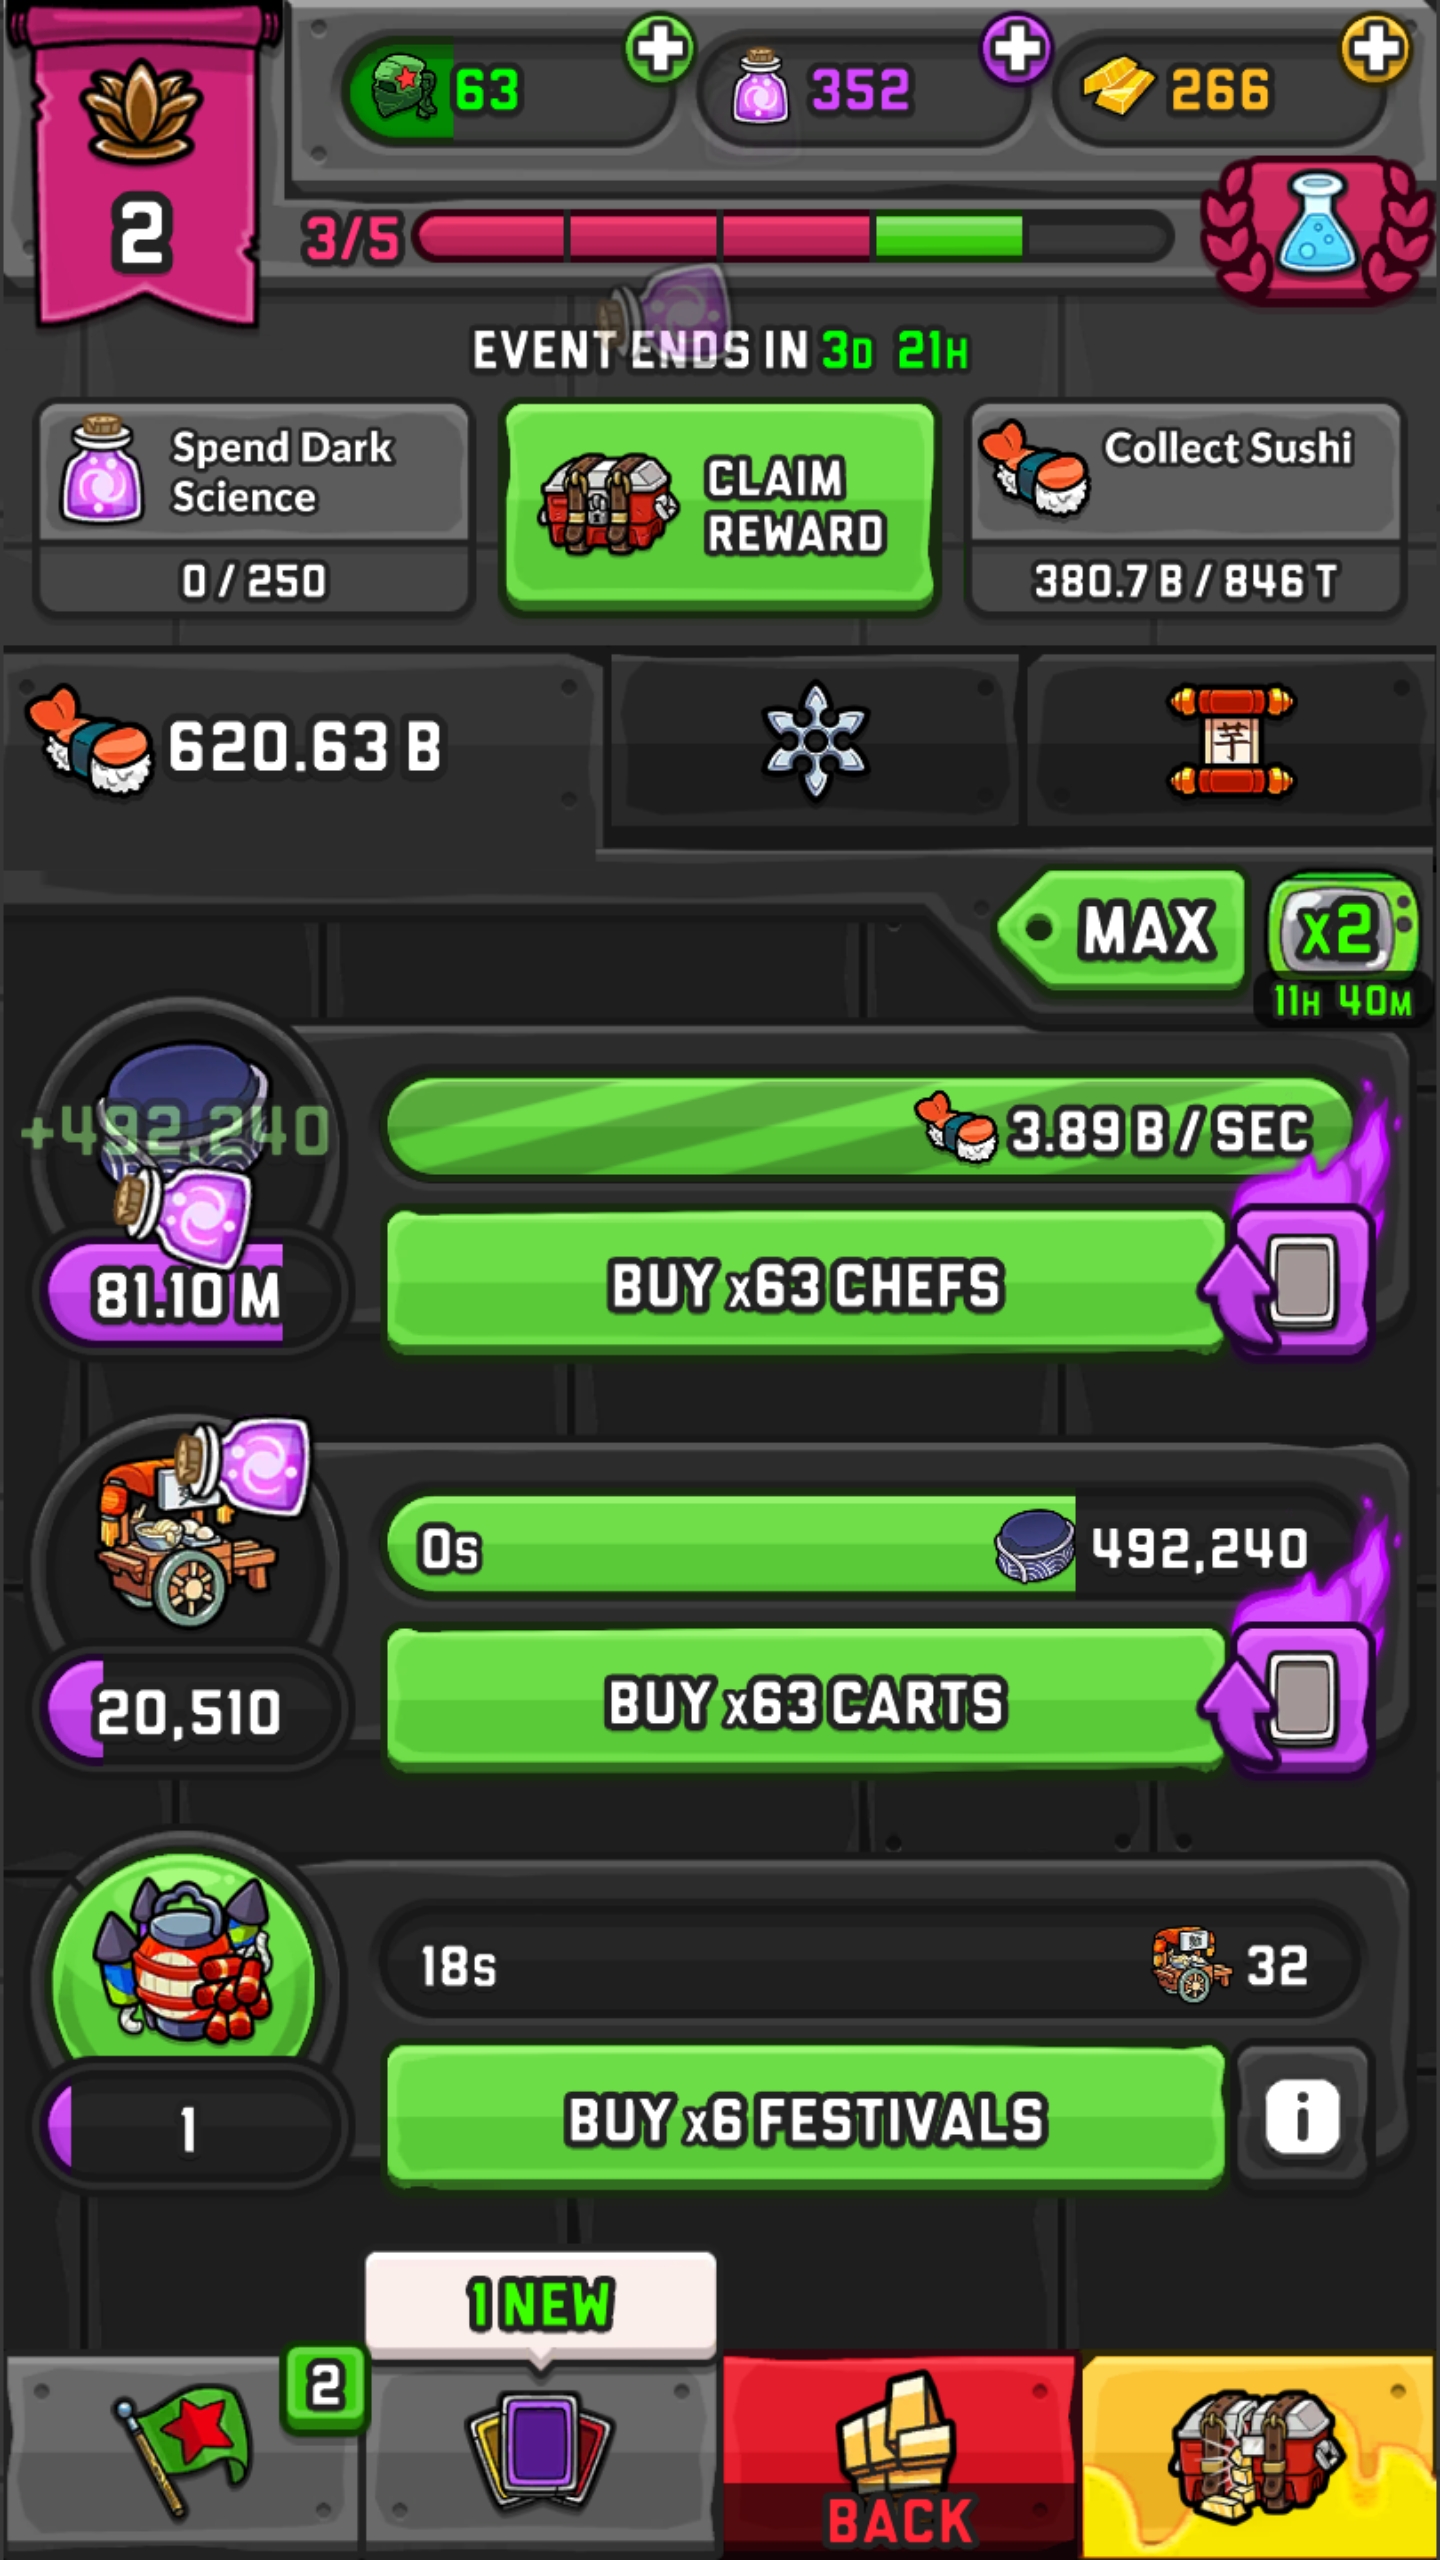 2
63
352
266
3/5
EVENT ENDS IN 3D 21H
Spend Dark
Science
0 / 250
CLAIM
REWARD
Collect Sushi
380.7 B / 846 T
620.63 B
芋
MAX
x2
11H 40M
+492,240
3.89 B / SEC
81.10 M
BUY x63 CHEFS
0s
492,240
20,510
BUY x63 CARTS
18s
32
1
BUY x6 FESTIVALS
i
1 NEW
2
BACK